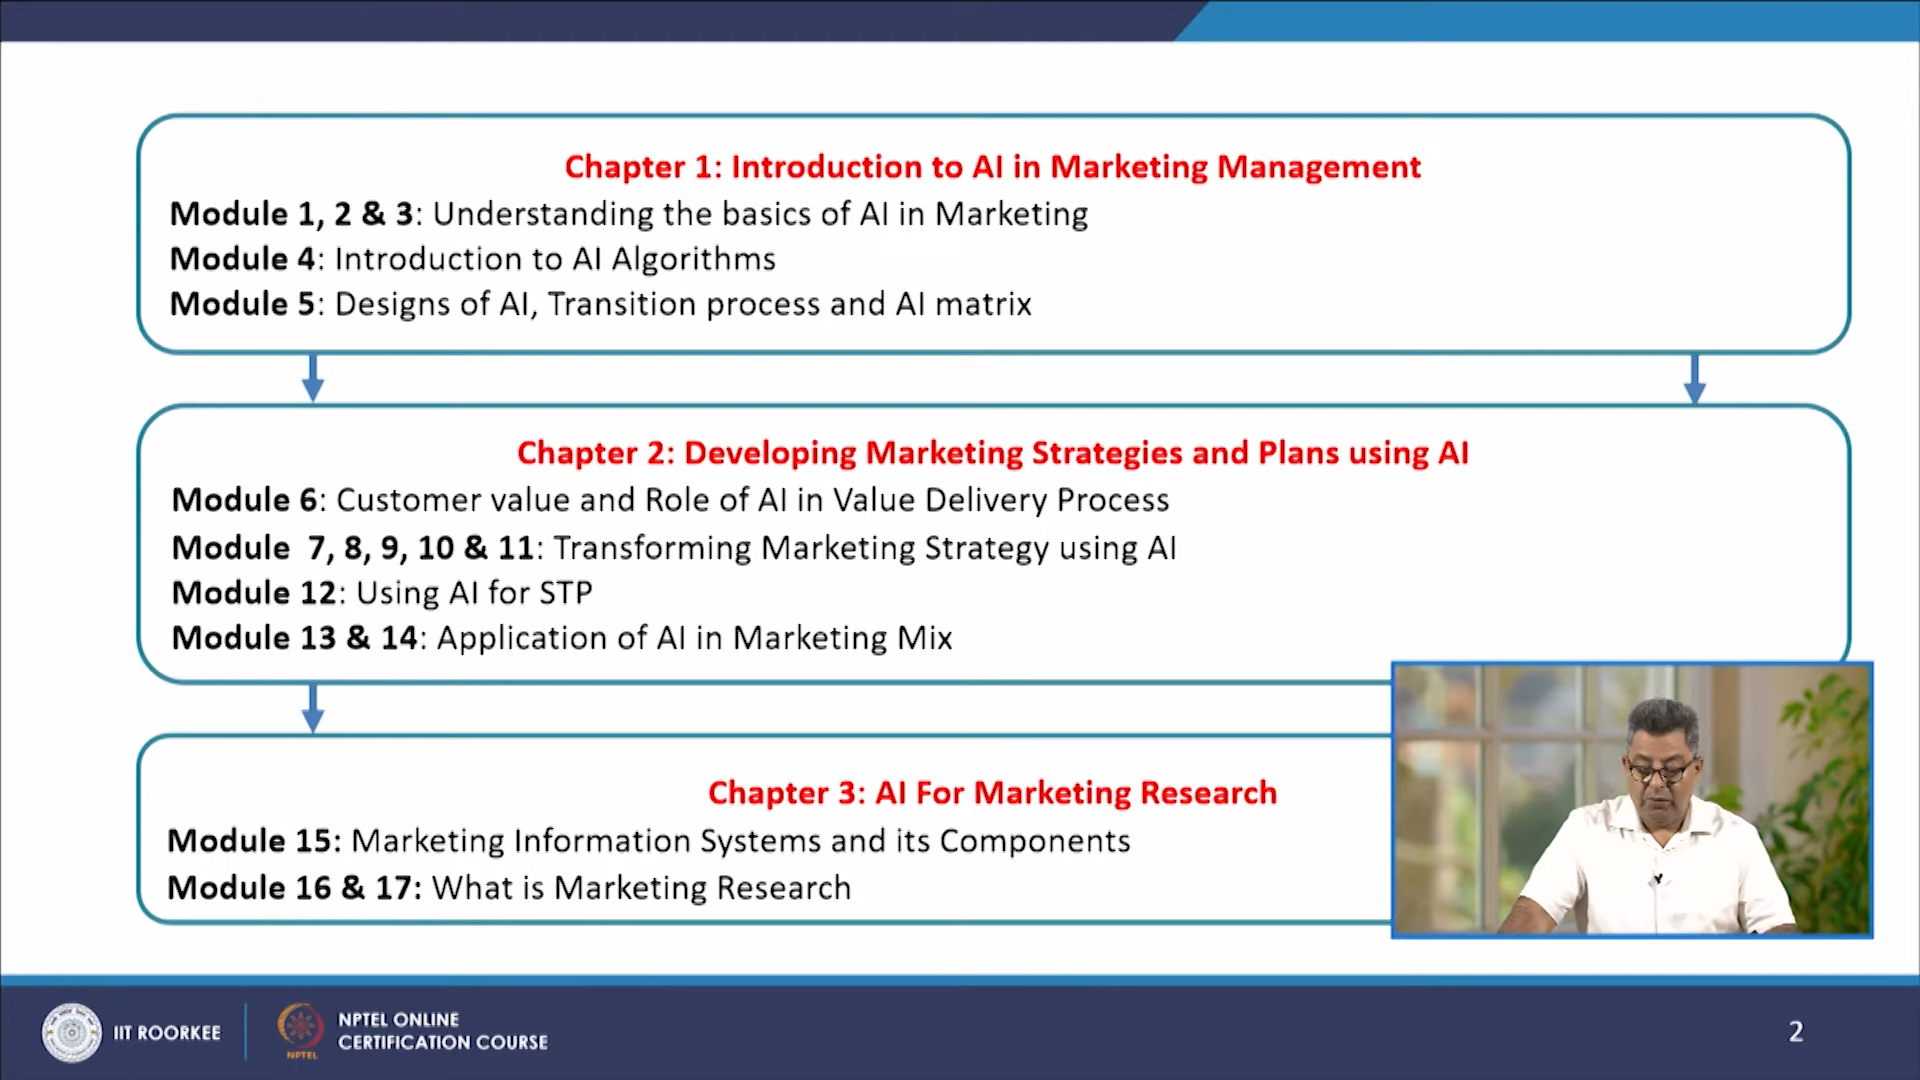 Chapter 1: Introduction to AI in Marketing Management
Module 1, 2 & 3: Understanding the basics of AI in Marketing
Module 4: Introduction to AI Algorithms
Module 5: Designs of AI, Transition process and AI matrix
Chapter 2: Developing Marketing Strategies and Plans using AI
Module 6: Customer value and Role of AI in Value Delivery Process
Module 7, 8, 9, 10 & 11: Transforming Marketing Strategy using AI
Module 12: Using AI for STP
Module 13 & 14: Application of AI in Marketing Mix
Chapter 3: AI For Marketing Research
Module 15: Marketing Information Systems and its Components
Module 16 & 17: What is Marketing Research
IIT ROORKEE
NPTEL
NPTEL ONLINE
CERTIFICATION COURSE
2